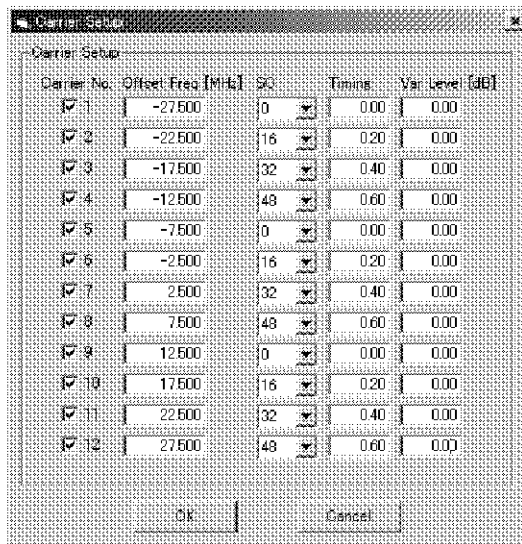 Carrier Setup
Carrier Setup
Carrier No. Offset Freq [MHz] SC Timing Var Level [dB]
1 -27.500 0 0.00 0.00
2 -22.500 16 0.20 0.00
3 -17.500 32 0.40 0.00
4 -12.500 48 0.60 0.00
5 -7.500 0 0.00 0.00
6 -2.500 16 0.20 0.00
7 2.500 32 0.40 0.00
8 7.500 48 0.60 0.00
9 12.500 0 0.00 0.00
10 17.500 16 0.20 0.00
11 22.500 32 0.40 0.00
12 27.500 48 0.60 0.00
OK Cancel